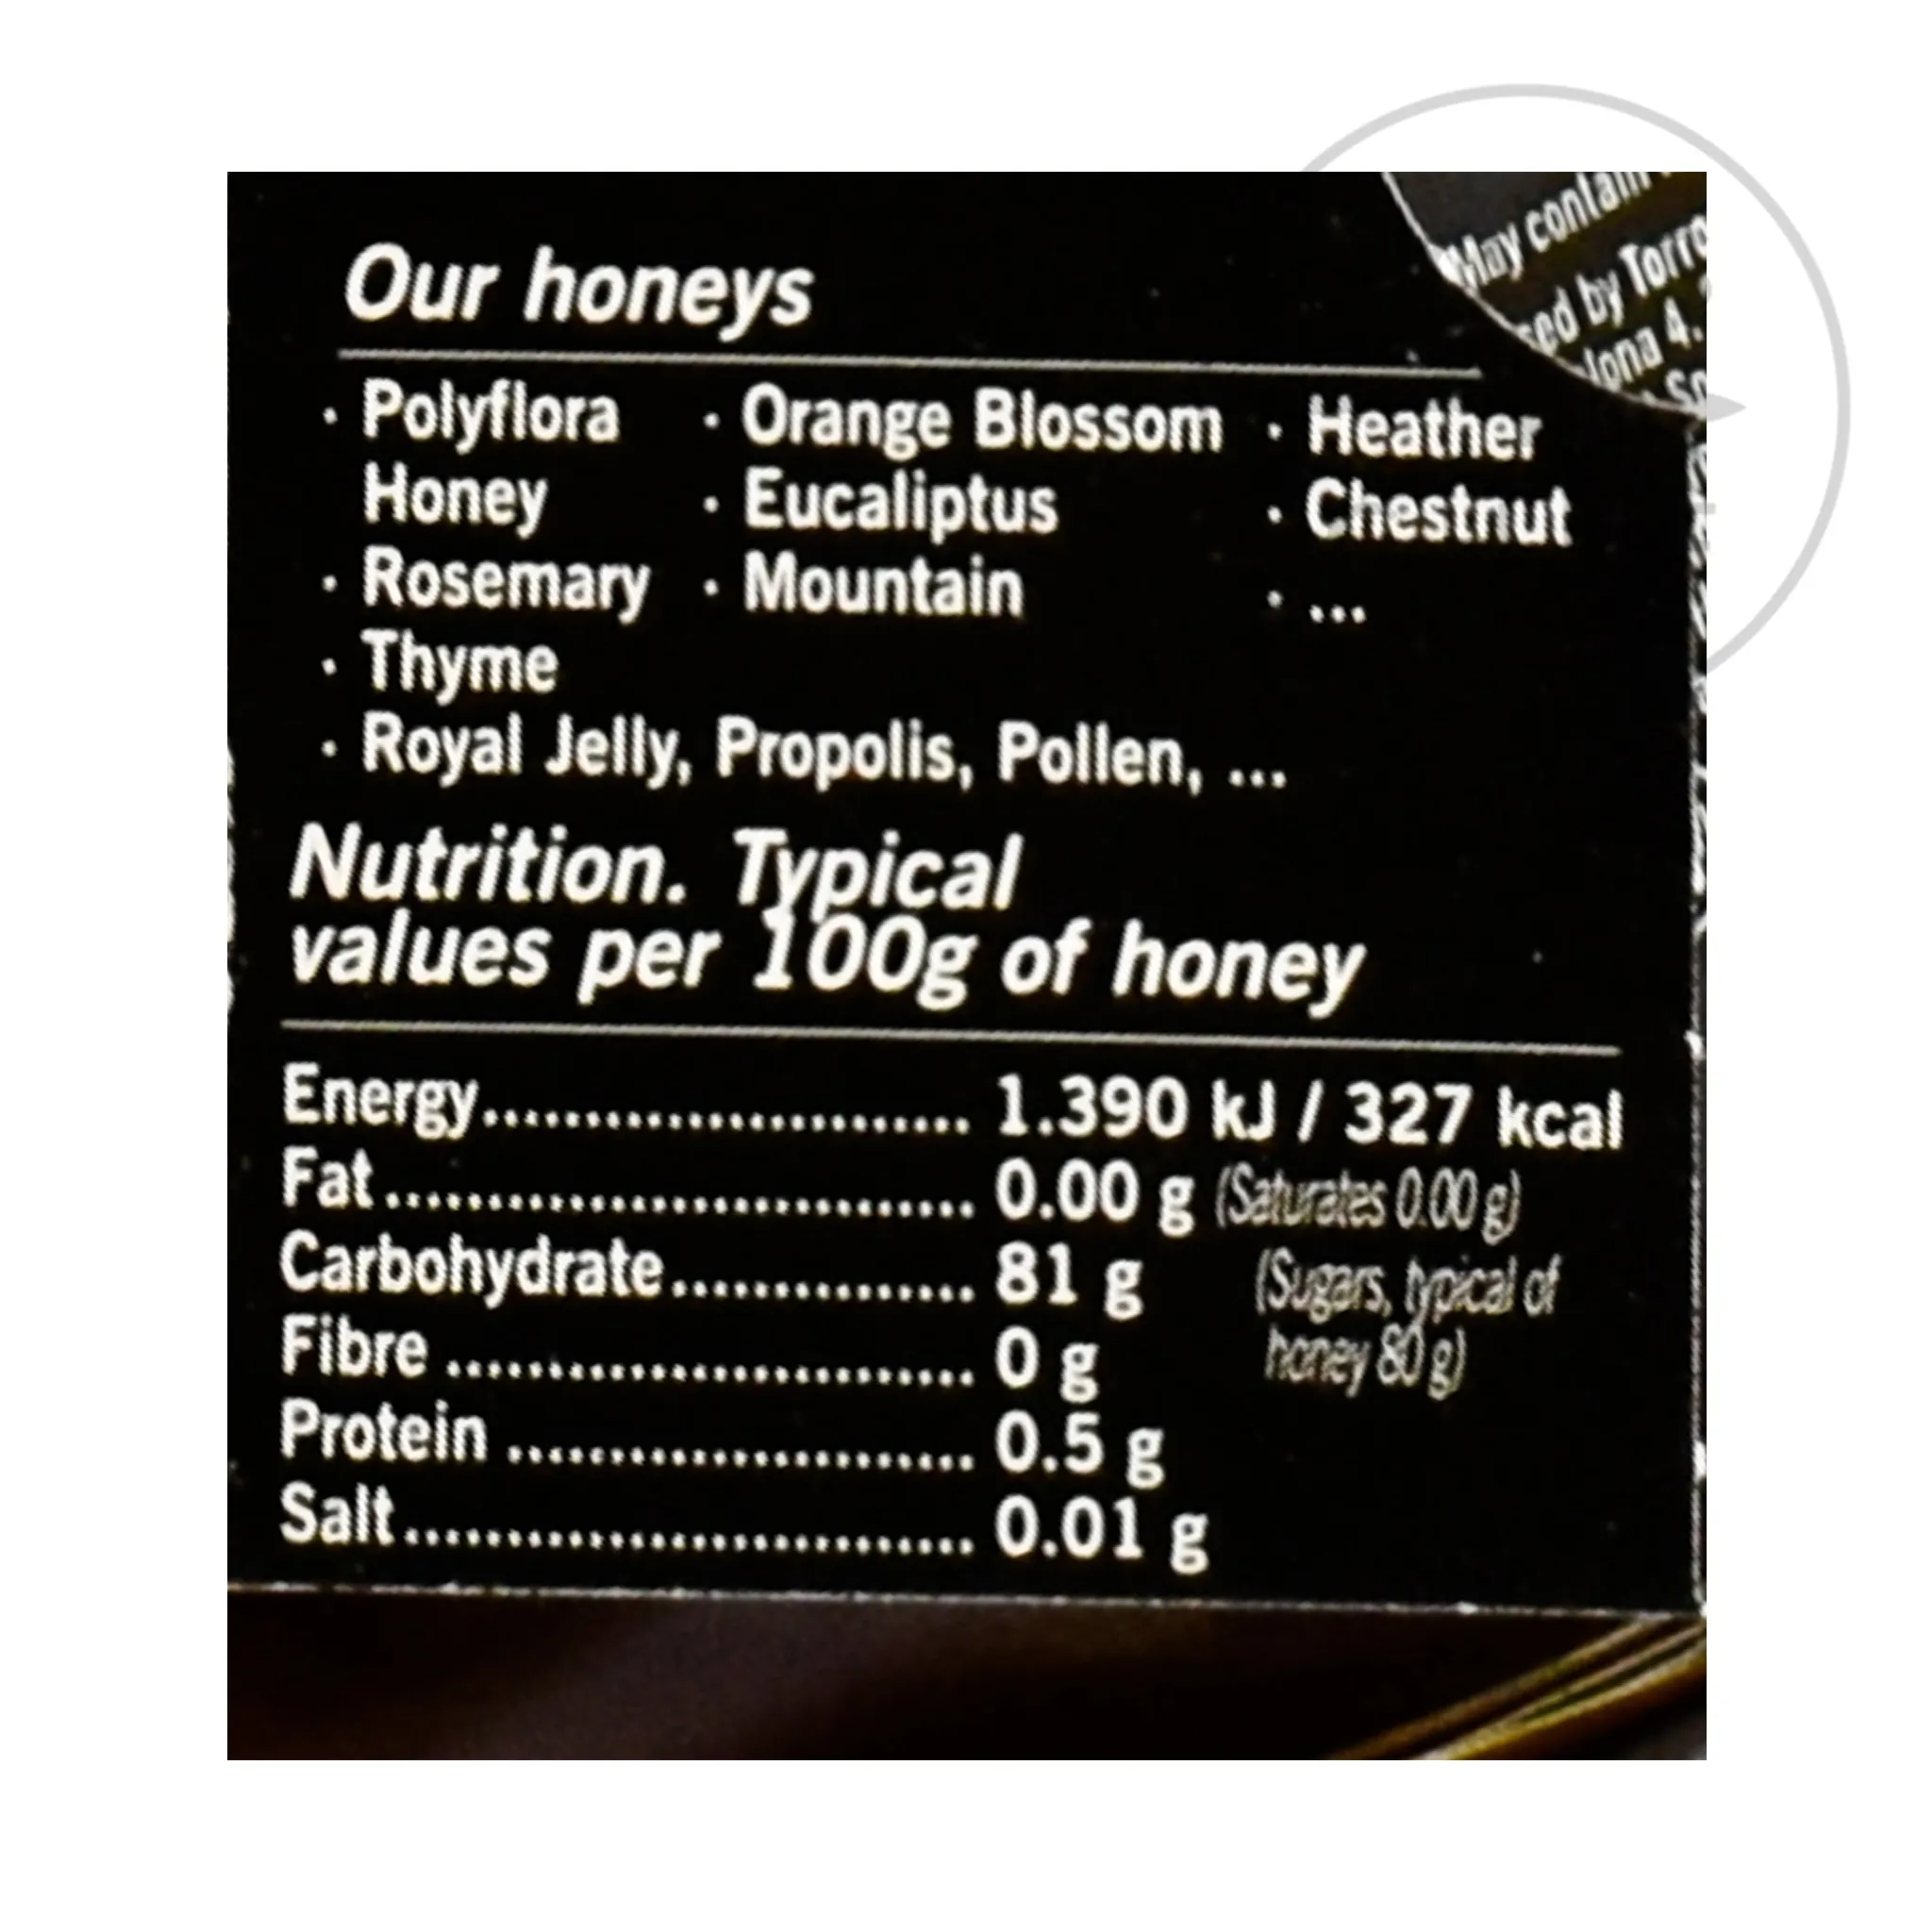 May contain
by Torro
4.
Our honeys
· Polyflora · Orange Blossom · Heather
Honey · Eucaliptus · Chestnut
· Rosemary · Mountain · ...
· Thyme
· Royal Jelly, Propolis, Pollen, ...
Nutrition. Typical
values per 100g of honey
Energy........................ 1.390 kJ / 327 kcal
Fat............................. 0.00 g (Saturates 0.00 g)
Carbohydrate............... 81 g (Sugars, typical of
honey 80 g)
Fibre .......................... 0 g
Protein ....................... 0.5 g
Salt............................ 0.01 g